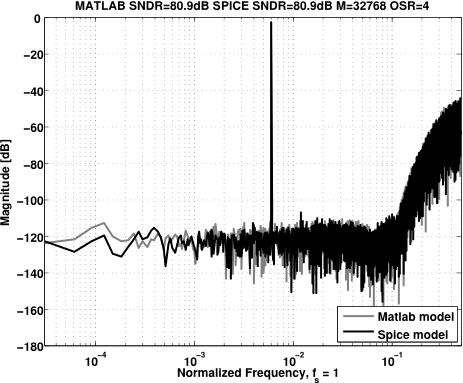 MATLAB SNDR=80.9dB SPICE SNDR=80.9dB M=32768 OSR=4
Magnitude [dB]
0
−20
−40
−60
−80
−100
−120
−140
−160
−180
10⁻⁴
10⁻³
10⁻²
10⁻¹
Matlab model
Spice model
Normalized Frequency, fₛ = 1